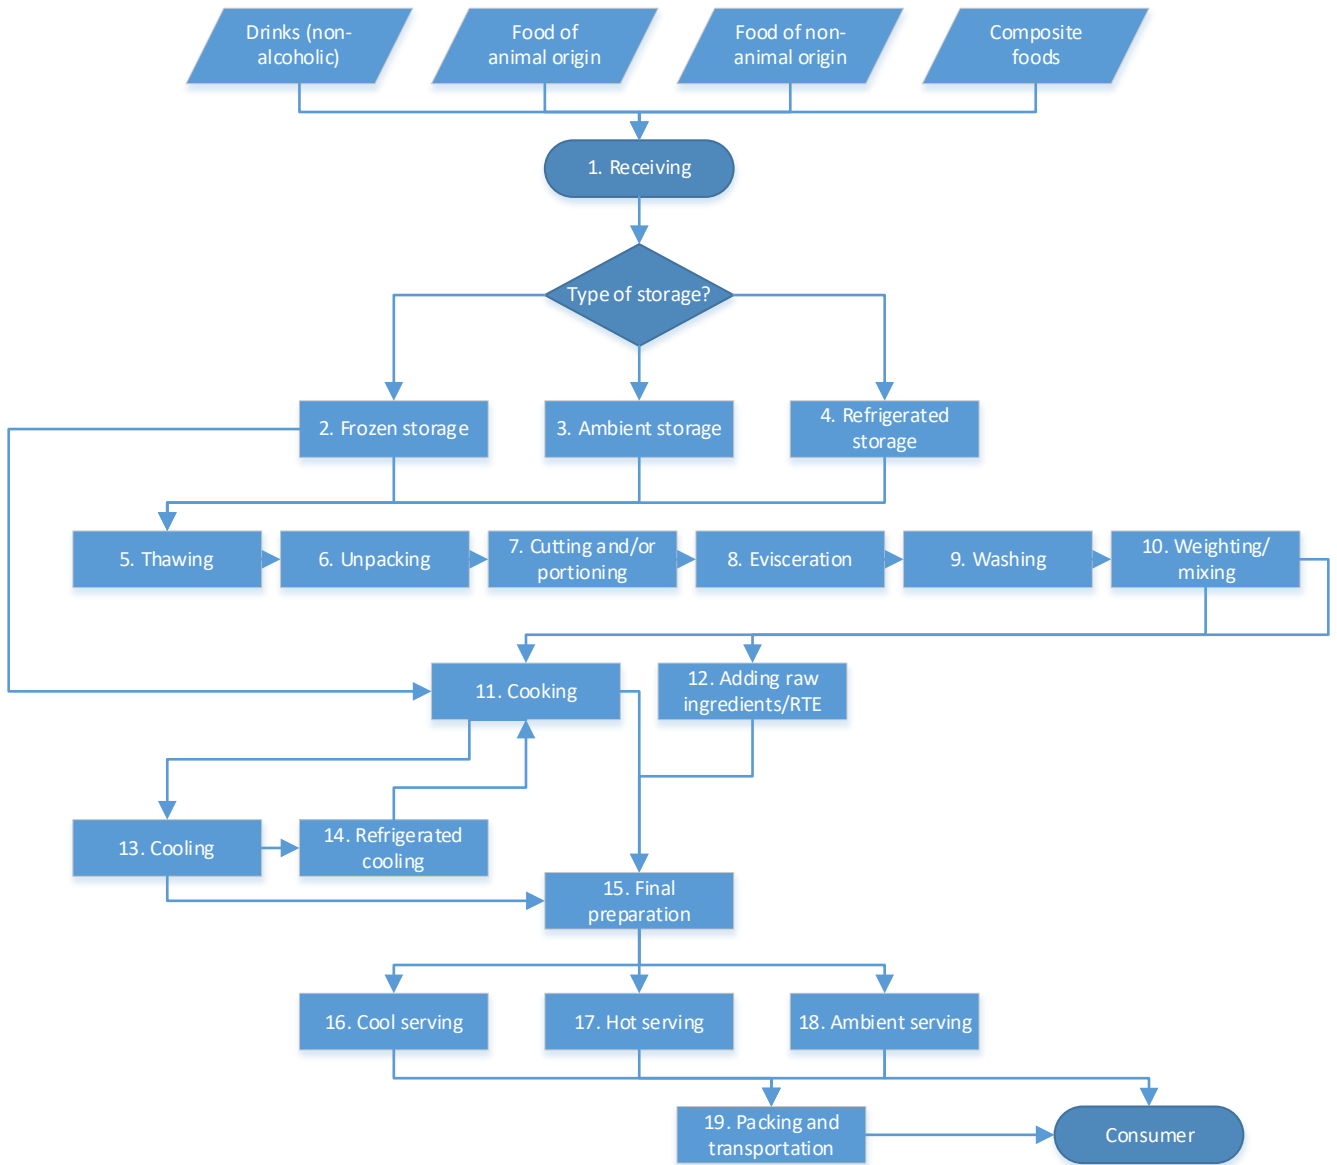 Drinks (non-
alcoholic)
Food of
animal origin
Food of non-
animal origin
Composite
foods
1. Receiving
Type of storage?
2. Frozen storage
3. Ambient storage
4. Refrigerated
storage
5. Thawing
6. Unpacking
7. Cutting and/or
portioning
8. Evisceration
9. Washing
10. Weighting/
mixing
11. Cooking
12. Adding raw
ingredients/RTE
13. Cooling
14. Refrigerated
cooling
15. Final
preparation
16. Cool serving
17. Hot serving
18. Ambient serving
19. Packing and
transportation
Consumer